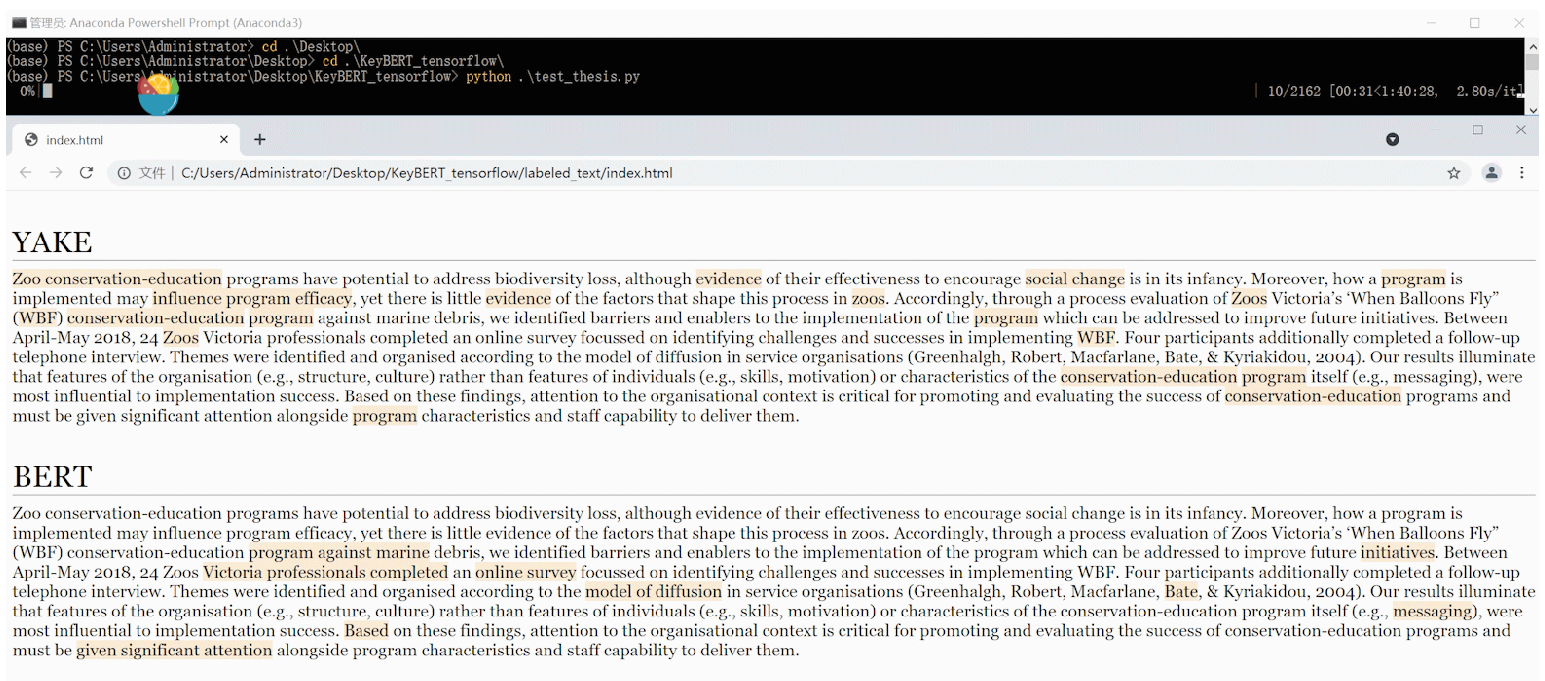 管理员: Anaconda Powershell Prompt (Anaconda3)
(base) PS C:\Users\Administrator> cd .\Desktop\
(base) PS C:\Users\Administrator\Desktop> cd .\KeyBERT_tensorflow\
(base) PS C:\Users\Administrator\Desktop\KeyBERT_tensorflow> python .\test_thesis.py
0%| | 10/2162 [00:31<1:40:28, 2.80s/it]
index.html
文件 | C:/Users/Administrator/Desktop/KeyBERT_tensorflow/labeled_text/index.html
YAKE
Zoo conservation-education programs have potential to address biodiversity loss, although evidence of their effectiveness to encourage social change is in its infancy. Moreover, how a program is
implemented may influence program efficacy, yet there is little evidence of the factors that shape this process in zoos. Accordingly, through a process evaluation of Zoos Victoria's ‘When Balloons Fly”
(WBF) conservation-education program against marine debris, we identified barriers and enablers to the implementation of the program which can be addressed to improve future initiatives. Between
April-May 2018, 24 Zoos Victoria professionals completed an online survey focussed on identifying challenges and successes in implementing WBF. Four participants additionally completed a follow-up
telephone interview. Themes were identified and organised according to the model of diffusion in service organisations (Greenhalgh, Robert, Macfarlane, Bate, & Kyriakidou, 2004). Our results illuminate
that features of the organisation (e.g., structure, culture) rather than features of individuals (e.g., skills, motivation) or characteristics of the conservation-education program itself (e.g., messaging), were
most influential to implementation success. Based on these findings, attention to the organisational context is critical for promoting and evaluating the success of conservation-education programs and
must be given significant attention alongside program characteristics and staff capability to deliver them.
BERT
Zoo conservation-education programs have potential to address biodiversity loss, although evidence of their effectiveness to encourage social change is in its infancy. Moreover, how a program is
implemented may influence program efficacy, yet there is little evidence of the factors that shape this process in zoos. Accordingly, through a process evaluation of Zoos Victoria's ‘When Balloons Fly”
(WBF) conservation-education program against marine debris, we identified barriers and enablers to the implementation of the program which can be addressed to improve future initiatives. Between
April-May 2018, 24 Zoos Victoria professionals completed an online survey focussed on identifying challenges and successes in implementing WBF. Four participants additionally completed a follow-up
telephone interview. Themes were identified and organised according to the model of diffusion in service organisations (Greenhalgh, Robert, Macfarlane, Bate, & Kyriakidou, 2004). Our results illuminate
that features of the organisation (e.g., structure, culture) rather than features of individuals (e.g., skills, motivation) or characteristics of the conservation-education program itself (e.g., messaging), were
most influential to implementation success. Based on these findings, attention to the organisational context is critical for promoting and evaluating the success of conservation-education programs and
must be given significant attention alongside program characteristics and staff capability to deliver them.